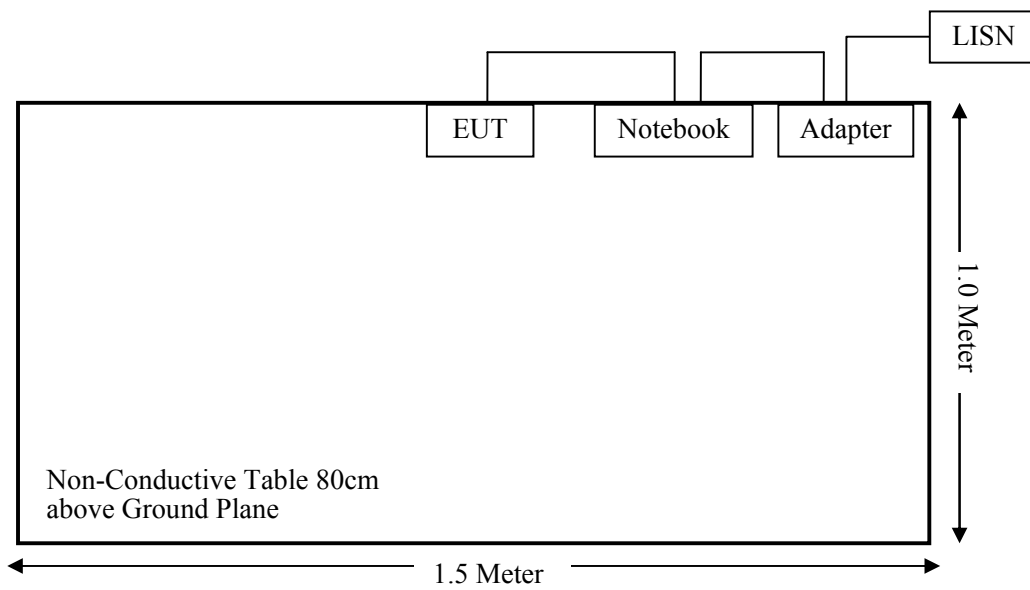 LISN
EUT
Notebook
Adapter
1.0 Meter
Non-Conductive Table 80cm
above Ground Plane
1.5 Meter